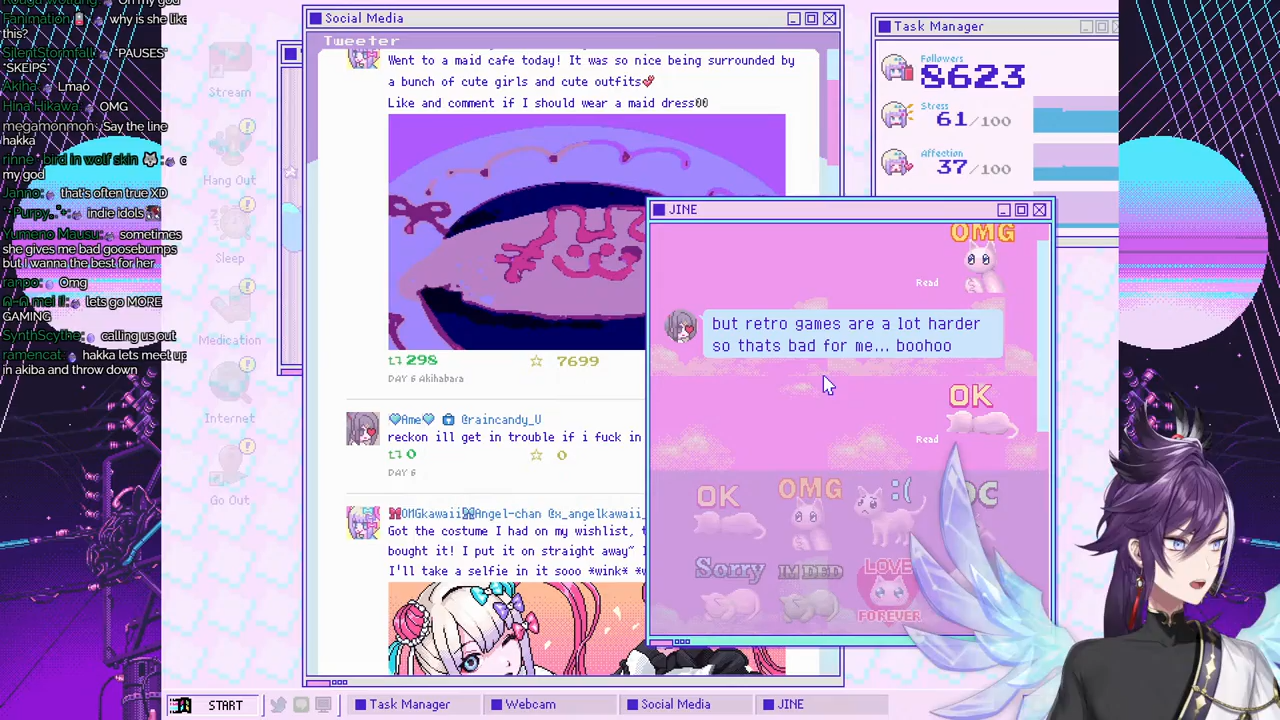 Fanimation: why is she like
this?
SilentStormfall: *PAUSES*
*SKEIPS*
Akiha: Lmao
Hina Hikawa: OMG
megamonmon: Say the line
hakka
rinne bird in wolf skin: o
my god
Janno: that's often true XD
Purpy: indie idols
Yumeno Mausu: sometimes
she gives me bad goosebumps
but I wanna the best for her
ranpo: Omg
mei ll: lets go MORE
GAMING
SynthScythe: calling us out
ramencat: hakka lets meet up
in akiba and throw down
Stream
Hang Out
Sleep
Medication
Internet
Go Out
Social Media
Tweeter
Went to a maid cafe today! It was so nice being surrounded by
a bunch of cute girls and cute outfits
Like and comment if I should wear a maid dress
298 7699
DAY 6 Akihabara
Ame @raincandy_U
reckon ill get in trouble if i fuck in
0 0
DAY 6
OMGkawaiiAngel-chan @x_angelkawaii_
Got the costume I had on my wishlist,
bought it! I put it on straight away~
I'll take a selfie in it sooo *wink*
Task Manager
Followers
8623
Stress
61/100
Affection
37/100
JINE
OMG
Read
but retro games are a lot harder
so thats bad for me... boohoo
OK
Read
OK
OMG
:(
Sorry
IM DED
LOVE
FOREVER
START
Task Manager
Webcam
Social Media
JINE